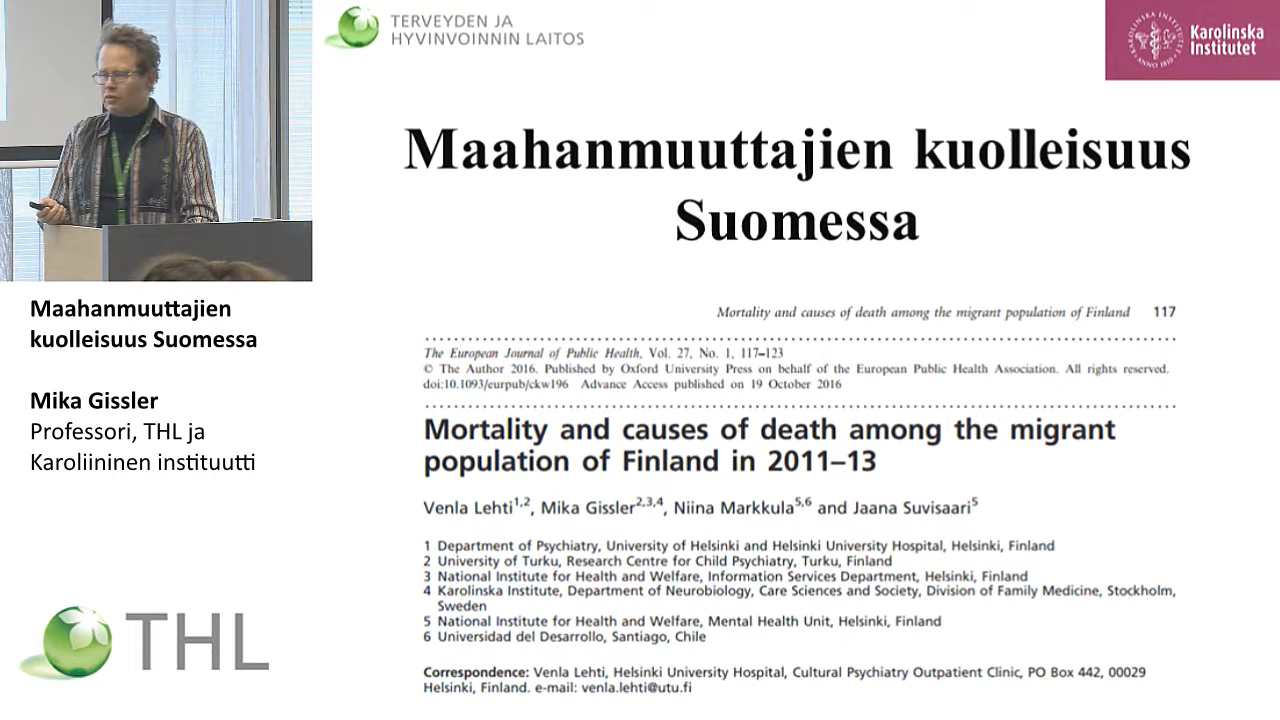 TERVEYDEN JA
HYVINVOINNIN LAITOS
Karolinska
Institutet
KAROLINSKA INSTITUTET
ANNO 1810
Maahanmuuttajien kuolleisuus
Suomessa
Maahanmuuttajien
kuolleisuus Suomessa
Mika Gissler
Professori, THL ja
Karoliininen instituutti
THL
Mortality and causes of death among the migrant population of Finland 117
The European Journal of Public Health, Vol. 27, No. 1, 117–123
© The Author 2016. Published by Oxford University Press on behalf of the European Public Health Association. All rights reserved.
doi:10.1093/eurpub/ckw196 Advance Access published on 19 October 2016
Mortality and causes of death among the migrant
population of Finland in 2011–13
Venla Lehti1,2, Mika Gissler2,3,4, Niina Markkula5,6 and Jaana Suvisaari5
1 Department of Psychiatry, University of Helsinki and Helsinki University Hospital, Helsinki, Finland
2 University of Turku, Research Centre for Child Psychiatry, Turku, Finland
3 National Institute for Health and Welfare, Information Services Department, Helsinki, Finland
4 Karolinska Institute, Department of Neurobiology, Care Sciences and Society, Division of Family Medicine, Stockholm,
Sweden
5 National Institute for Health and Welfare, Mental Health Unit, Helsinki, Finland
6 Universidad del Desarrollo, Santiago, Chile
Correspondence: Venla Lehti, Helsinki University Hospital, Cultural Psychiatry Outpatient Clinic, PO Box 442, 00029
Helsinki, Finland. e-mail: venla.lehti@utu.fi